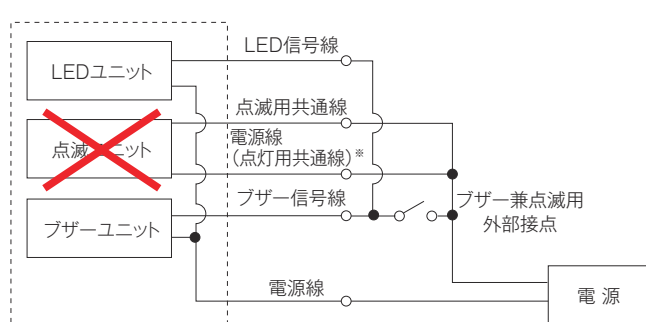 LED信号線
LEDユニット
点滅用共通線
電源線
(点灯用共通線)※
点滅ユニット
ブザー信号線
ブザー兼点滅用
外部接点
ブザーユニット
電源線
電 源